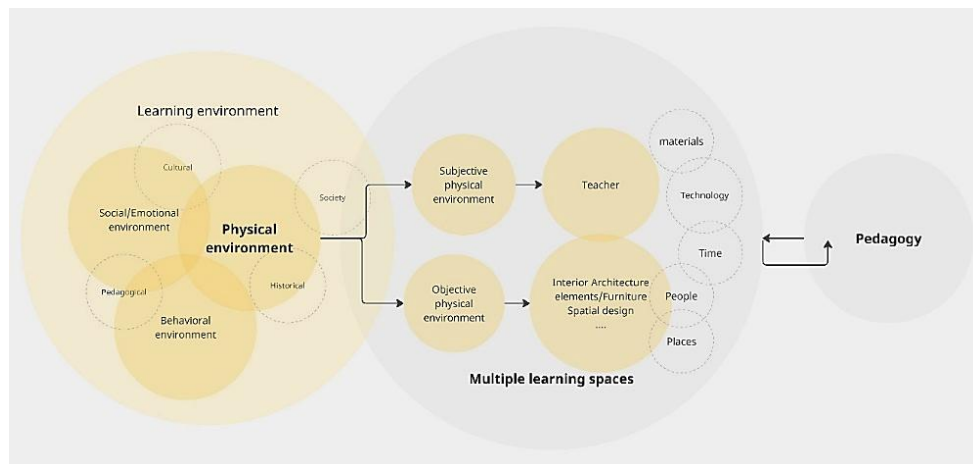 Learning environment
Cultural
Social/Emotional
environment
Physical
environment
Society
Pedagogical
Historical
Behavioral
environment
Subjective
physical
environment
Teacher
Objective
physical
environment
Interior Architecture
elements/Furniture
Spatial design
....
materials
Technology
Time
People
Places
Multiple learning spaces
Pedagogy